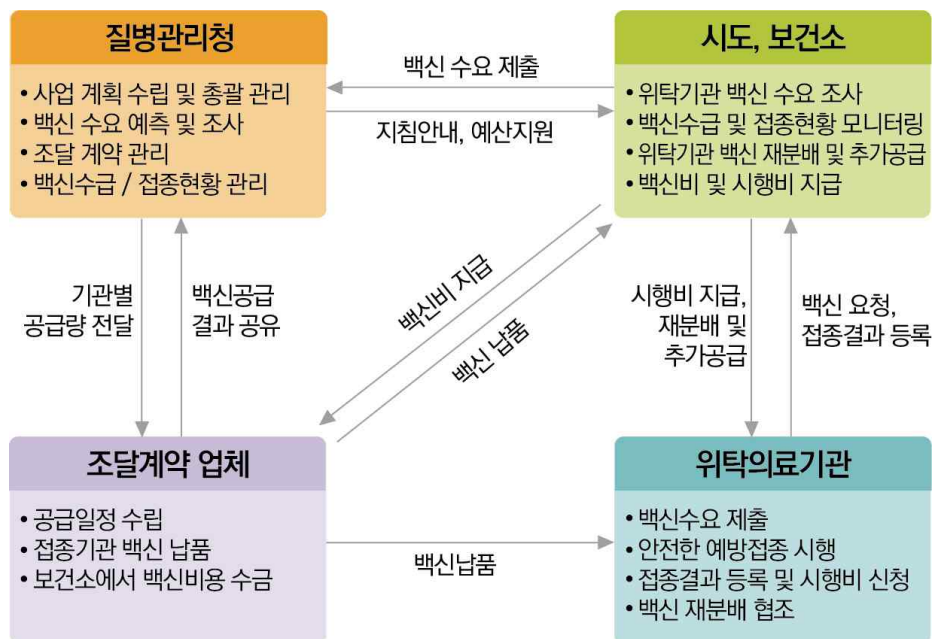 질병관리청
• 사업 계획 수립 및 총괄 관리
• 백신 수요 예측 및 조사
• 조달 계약 관리
• 백신수급 / 접종현황 관리
백신 수요 제출
지침안내, 예산지원
시도, 보건소
• 위탁기관 백신 수요 조사
• 백신수급 및 접종현황 모니터링
• 위탁기관 백신 재분배 및 추가공급
• 백신비 및 시행비 지급
기관별
공급량 전달
백신공급
결과 공유
백신비 지급
백신 납품
시행비 지급,
재분배 및
추가공급
백신 요청,
접종결과 등록
조달계약 업체
• 공급일정 수립
• 접종기관 백신 납품
• 보건소에서 백신비용 수금
백신납품
위탁의료기관
• 백신수요 제출
• 안전한 예방접종 시행
• 접종결과 등록 및 시행비 신청
• 백신 재분배 협조